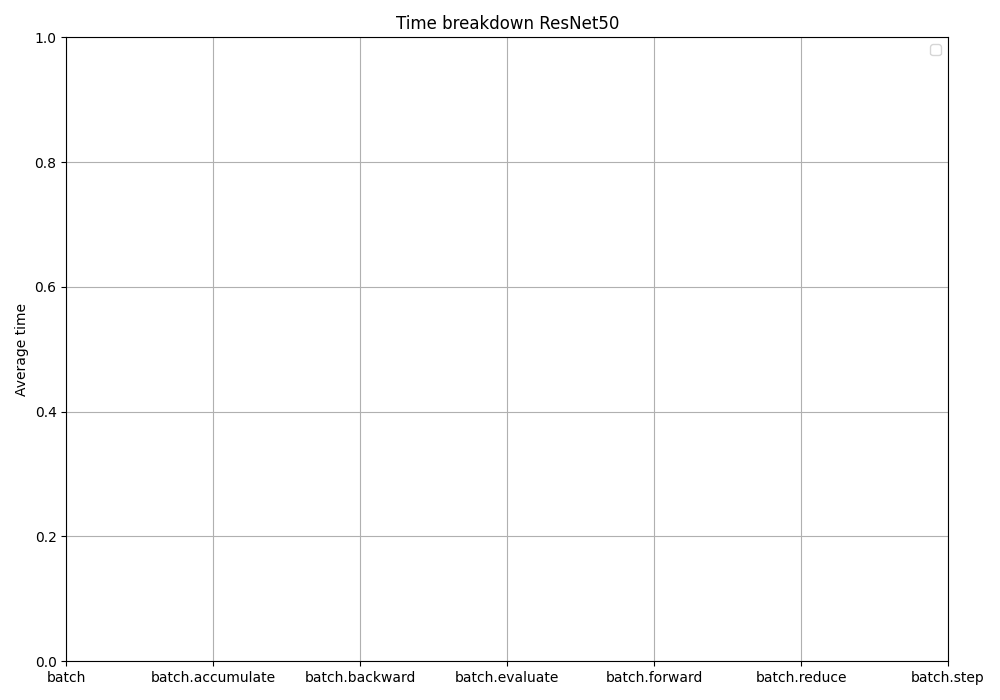 Time breakdown ResNet50
1.0
0.8
0.6
0.4
0.2
0.0
Average time
batch
batch.accumulate
batch.backward
batch.evaluate
batch.forward
batch.reduce
batch.step